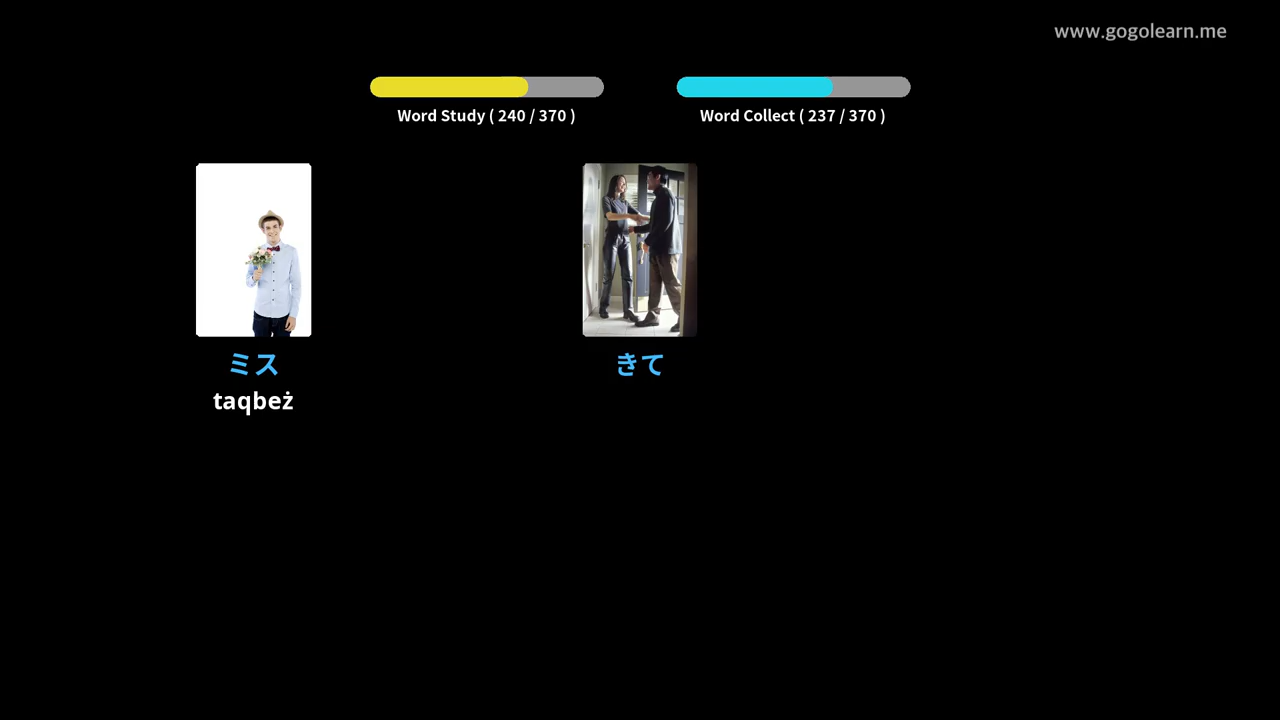 www.gogolearn.me
Word Study ( 240 / 370 )
Word Collect ( 237 / 370 )
ミス
taqbeż
きて